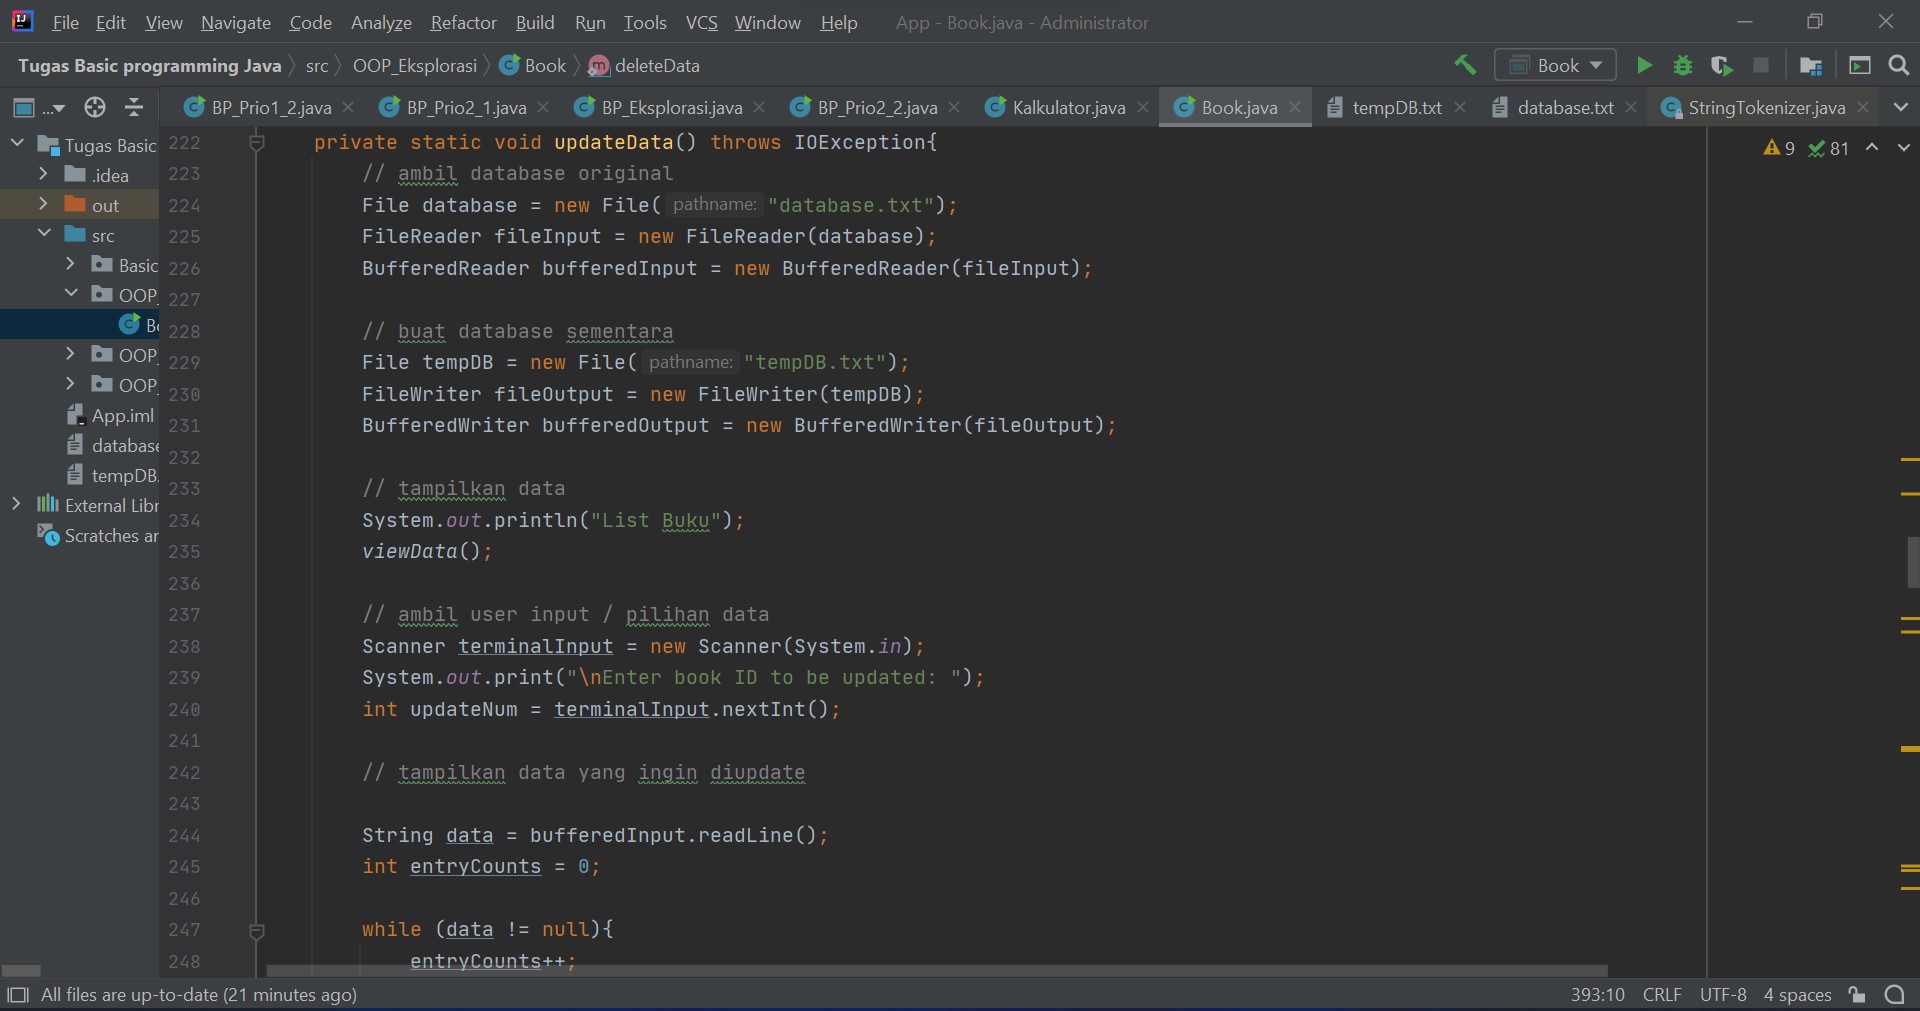 File Edit View Navigate Code Analyze Refactor Build Run Tools VCS Window Help App - Book.java - Administrator
Tugas Basic programming Java src OOP_Eksplorasi Book deleteData Book
... BP_Prio1_2.java BP_Prio2_1.java BP_Eksplorasi.java BP_Prio2_2.java Kalkulator.java Book.java tempDB.txt database.txt StringTokenizer.java
9 81
Tugas Basic
.idea
out
src
Basic
OOP_
Bo
OOP_
OOP_
App.iml
database
tempDB.
External Libr
Scratches an
222 private static void updateData() throws IOException{
223 // ambil database original
224 File database = new File( pathname: "database.txt");
225 FileReader fileInput = new FileReader(database);
226 BufferedReader bufferedInput = new BufferedReader(fileInput);
227
228 // buat database sementara
229 File tempDB = new File( pathname: "tempDB.txt");
230 FileWriter fileOutput = new FileWriter(tempDB);
231 BufferedWriter bufferedOutput = new BufferedWriter(fileOutput);
232
233 // tampilkan data
234 System.out.println("List Buku");
235 viewData();
236
237 // ambil user input / pilihan data
238 Scanner terminalInput = new Scanner(System.in);
239 System.out.print("\nEnter book ID to be updated: ");
240 int updateNum = terminalInput.nextInt();
241
242 // tampilkan data yang ingin diupdate
243
244 String data = bufferedInput.readLine();
245 int entryCounts = 0;
246
247 while (data != null){
248 entryCounts++;
All files are up-to-date (21 minutes ago) 393:10 CRLF UTF-8 4 spaces